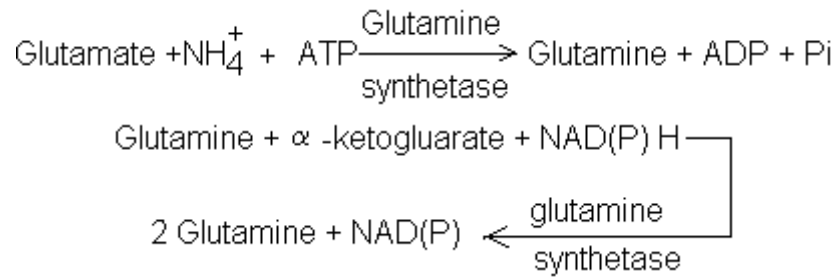 Glutamate +NH4+ + ATP Glutamine synthetase Glutamine + ADP + Pi
Glutamine + α -ketogluarate + NAD(P) H
2 Glutamine + NAD(P) glutamine synthetase